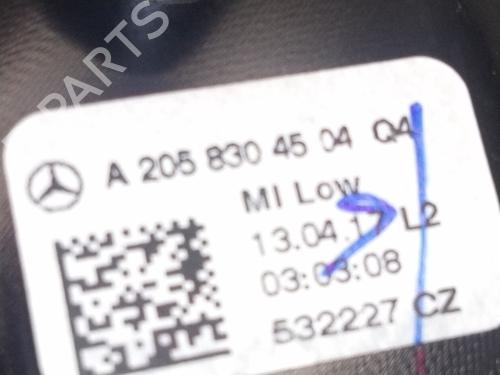 PARTS
A 205 830 45 04 Q4
MI Low
13.04.17 L2
03:03:08
532227 CZ